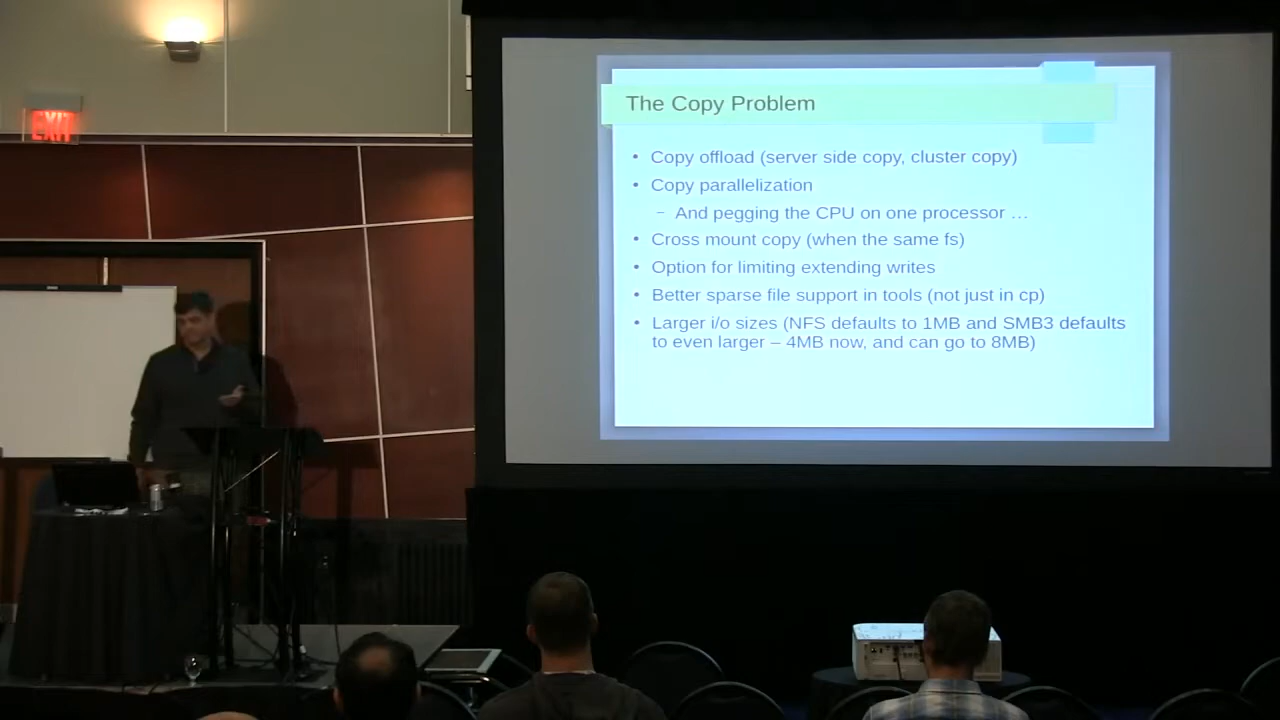 EXIT
The Copy Problem
• Copy offload (server side copy, cluster copy)
• Copy parallelization
– And pegging the CPU on one processor …
• Cross mount copy (when the same fs)
• Option for limiting extending writes
• Better sparse file support in tools (not just in cp)
• Larger i/o sizes (NFS defaults to 1MB and SMB3 defaults
to even larger – 4MB now, and can go to 8MB)